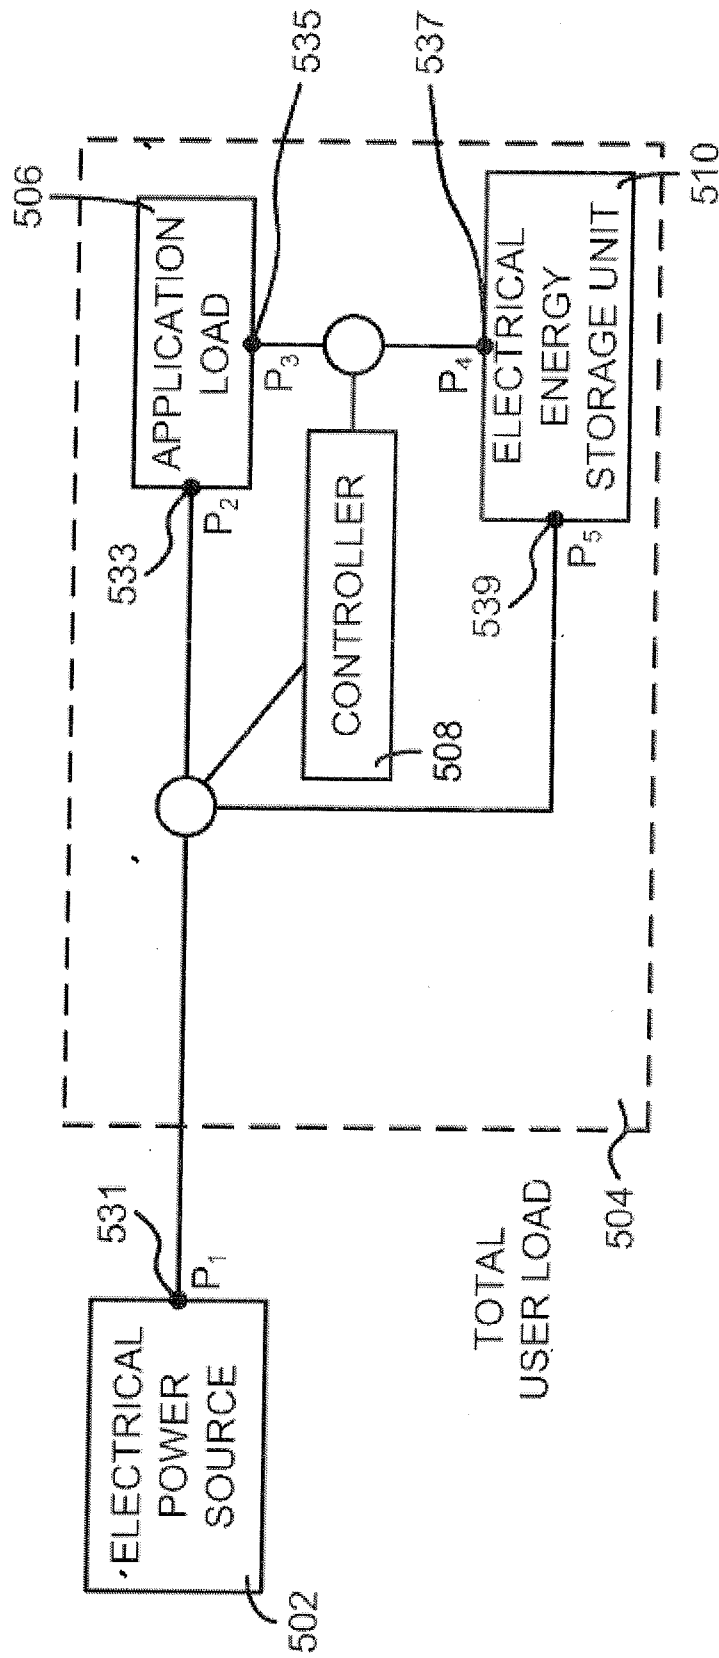 ELECTRICAL
POWER
SOURCE
502
531
P1
TOTAL
USER LOAD
504
506
APPLICATION
LOAD
533
P2
535
P3
CONTROLLER
508
537
P4
ELECTRICAL
ENERGY
STORAGE UNIT
510
539
P5